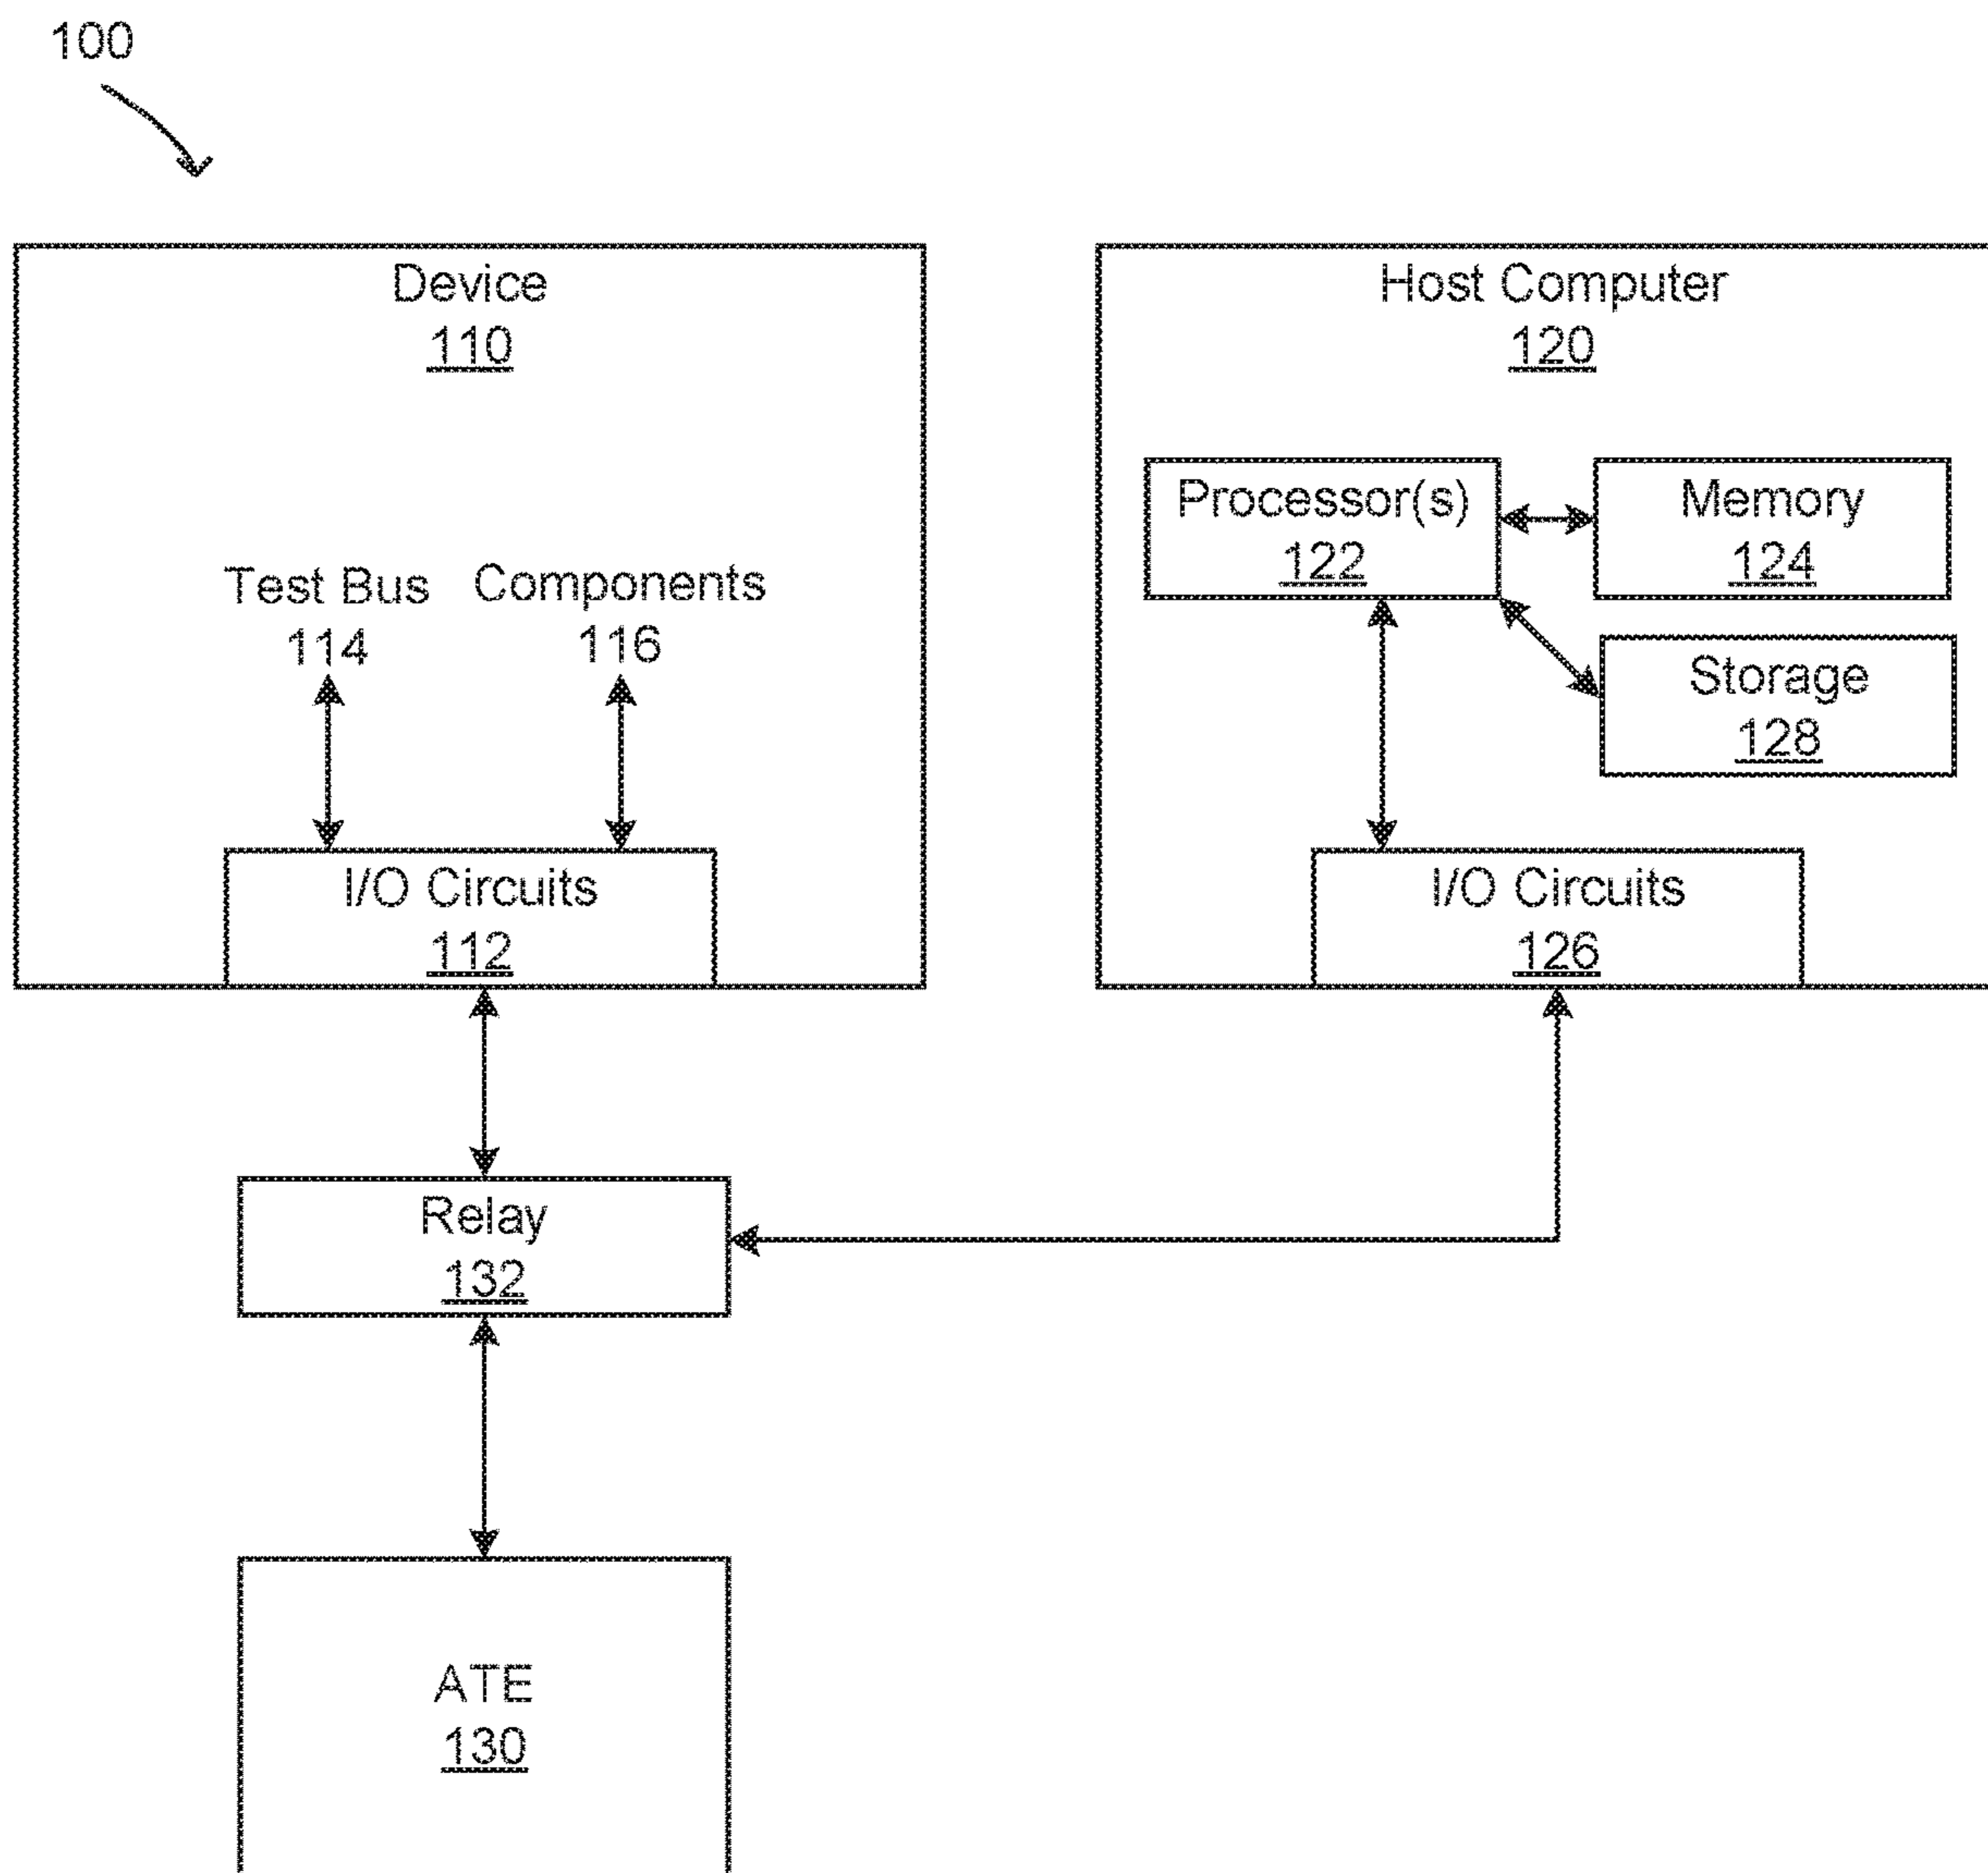 100
Device
110
Host Computer
120
Processor(s)
122
Memory
124
Test Bus
114
Components
116
Storage
128
I/O Circuits
112
I/O Circuits
126
Relay
132
ATE
130